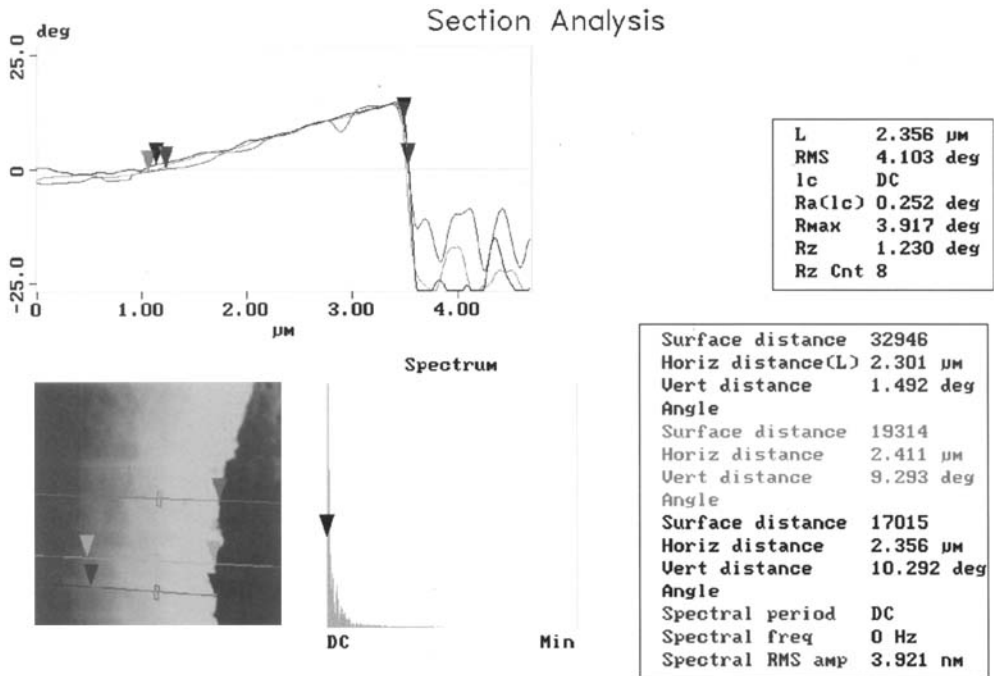 Section Analysis
deg
25.0
0
-25.0
0 1.00 2.00 3.00 4.00
μM
L 2.356 μM
RMS 4.103 deg
lc DC
Ra(lc) 0.252 deg
RMax 3.917 deg
Rz 1.230 deg
Rz Cnt 8
Spectrum
DC Min
Surface distance 32946
Horiz distance(L) 2.301 μM
Vert distance 1.492 deg
Angle
Surface distance 19314
Horiz distance 2.411 μM
Vert distance 9.293 deg
Angle
Surface distance 17015
Horiz distance 2.356 μM
Vert distance 10.292 deg
Angle
Spectral period DC
Spectral freq 0 Hz
Spectral RMS amp 3.921 nm